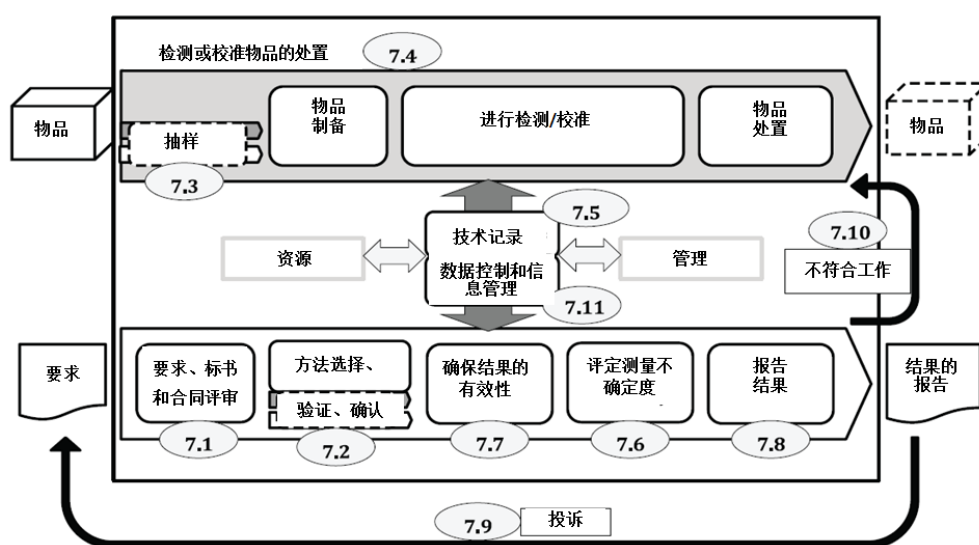 检测或校准物品的处置
7.4
物品
抽样
7.3
物品
制备
进行检测/校准
物品
处置
物品
7.5
技术记录
数据控制和信
息管理
7.11
资源
管理
7.10
不符合工作
要求
要求、标书
和合同评审
7.1
方法选择、
验证、确认
7.2
确保结果的
有效性
7.7
评定测量不
确定度
7.6
报告
结果
7.8
结果的
报告
7.9
投诉